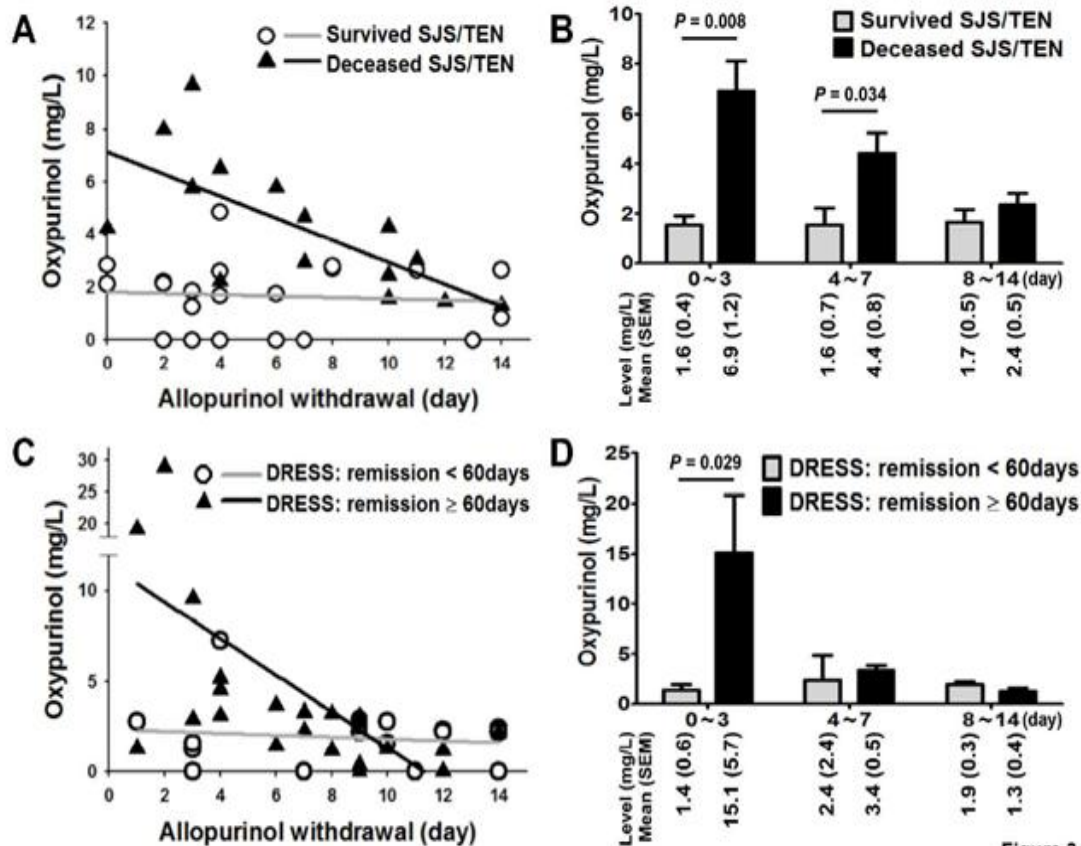 A
Oxypurinol (mg/L)
12
10
8
6
4
2
0
Survived SJS/TEN
Deceased SJS/TEN
0 2 4 6 8 10 12 14
Allopurinol withdrawal (day)
B
Oxypurinol (mg/L)
10
8
6
4
2
0
P = 0.008
P = 0.034
Survived SJS/TEN
Deceased SJS/TEN
0~3 4~7 8~14 (day)
Level (mg/L)
Mean (SEM)
1.6 (0.4)
6.9 (1.2)
1.6 (0.7)
4.4 (0.8)
1.7 (0.5)
2.4 (0.5)
C
Oxypurinol (mg/L)
30
25
20
10
5
0
DRESS: remission < 60days
DRESS: remission ≥ 60days
0 2 4 6 8 10 12 14
Allopurinol withdrawal (day)
D
Oxypurinol (mg/L)
25
20
15
10
5
0
P = 0.029
DRESS: remission < 60days
DRESS: remission ≥ 60days
0~3 4~7 8~14 (day)
Level (mg/L)
Mean (SEM)
1.4 (0.6)
15.1 (5.7)
2.4 (2.4)
3.4 (0.5)
1.9 (0.3)
1.3 (0.4)